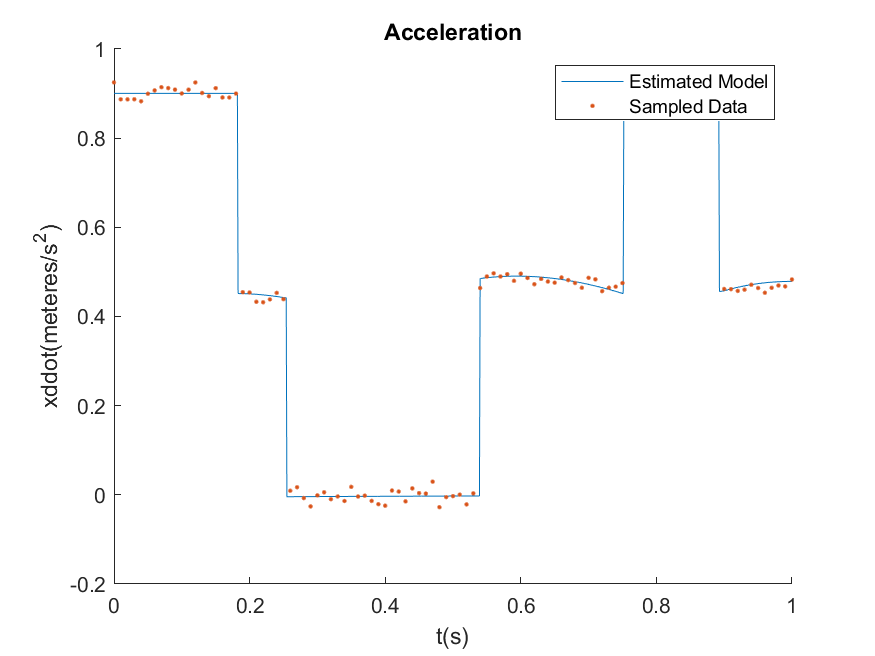 Acceleration
Estimated Model
Sampled Data
1
0.8
0.6
0.4
0.2
0
-0.2
xddot(meteres/s²)
0
0.2
0.4
0.6
0.8
1
t(s)